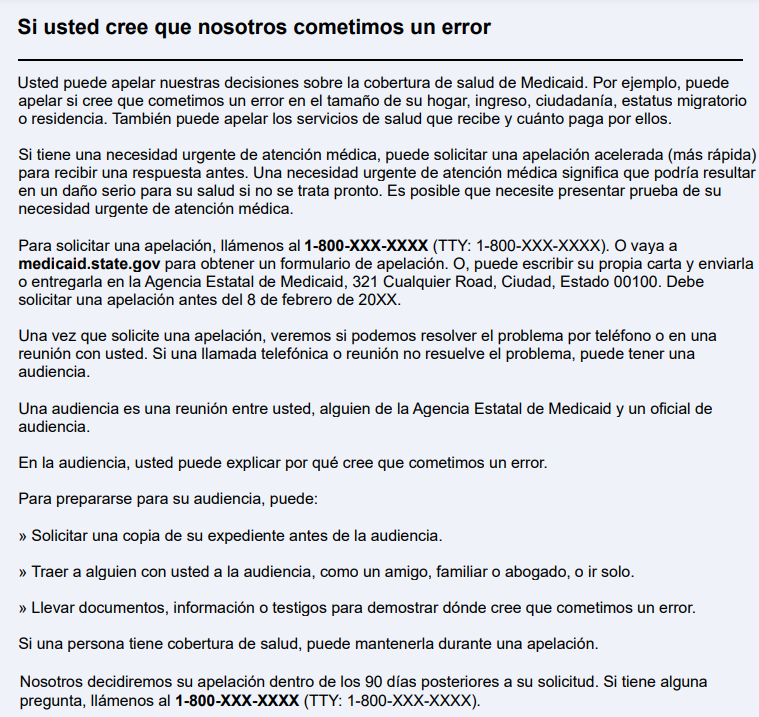 Si usted cree que nosotros cometimos un error
Usted puede apelar nuestras decisiones sobre la cobertura de salud de Medicaid. Por ejemplo, puede
apelar si cree que cometimos un error en el tamaño de su hogar, ingreso, ciudadanía, estatus migratorio
o residencia. También puede apelar los servicios de salud que recibe y cuánto paga por ellos.
Si tiene una necesidad urgente de atención médica, puede solicitar una apelación acelerada (más rápida)
para recibir una respuesta antes. Una necesidad urgente de atención médica significa que podría resultar
en un daño serio para su salud si no se trata pronto. Es posible que necesite presentar prueba de su
necesidad urgente de atención médica.
Para solicitar una apelación, llámenos al 1-800-XXX-XXXX (TTY: 1-800-XXX-XXXX). O vaya a
medicaid.state.gov para obtener un formulario de apelación. O, puede escribir su propia carta y enviarla
o entregarla en la Agencia Estatal de Medicaid, 321 Cualquier Road, Ciudad, Estado 00100. Debe
solicitar una apelación antes del 8 de febrero de 20XX.
Una vez que solicite una apelación, veremos si podemos resolver el problema por teléfono o en una
reunión con usted. Si una llamada telefónica o reunión no resuelve el problema, puede tener una
audiencia.
Una audiencia es una reunión entre usted, alguien de la Agencia Estatal de Medicaid y un oficial de
audiencia.
En la audiencia, usted puede explicar por qué cree que cometimos un error.
Para prepararse para su audiencia, puede:
» Solicitar una copia de su expediente antes de la audiencia.
» Traer a alguien con usted a la audiencia, como un amigo, familiar o abogado, o ir solo.
» Llevar documentos, información o testigos para demostrar dónde cree que cometimos un error.
Si una persona tiene cobertura de salud, puede mantenerla durante una apelación.
Nosotros decidiremos su apelación dentro de los 90 días posteriores a su solicitud. Si tiene alguna
pregunta, llámenos al 1-800-XXX-XXXX (TTY: 1-800-XXX-XXXX).